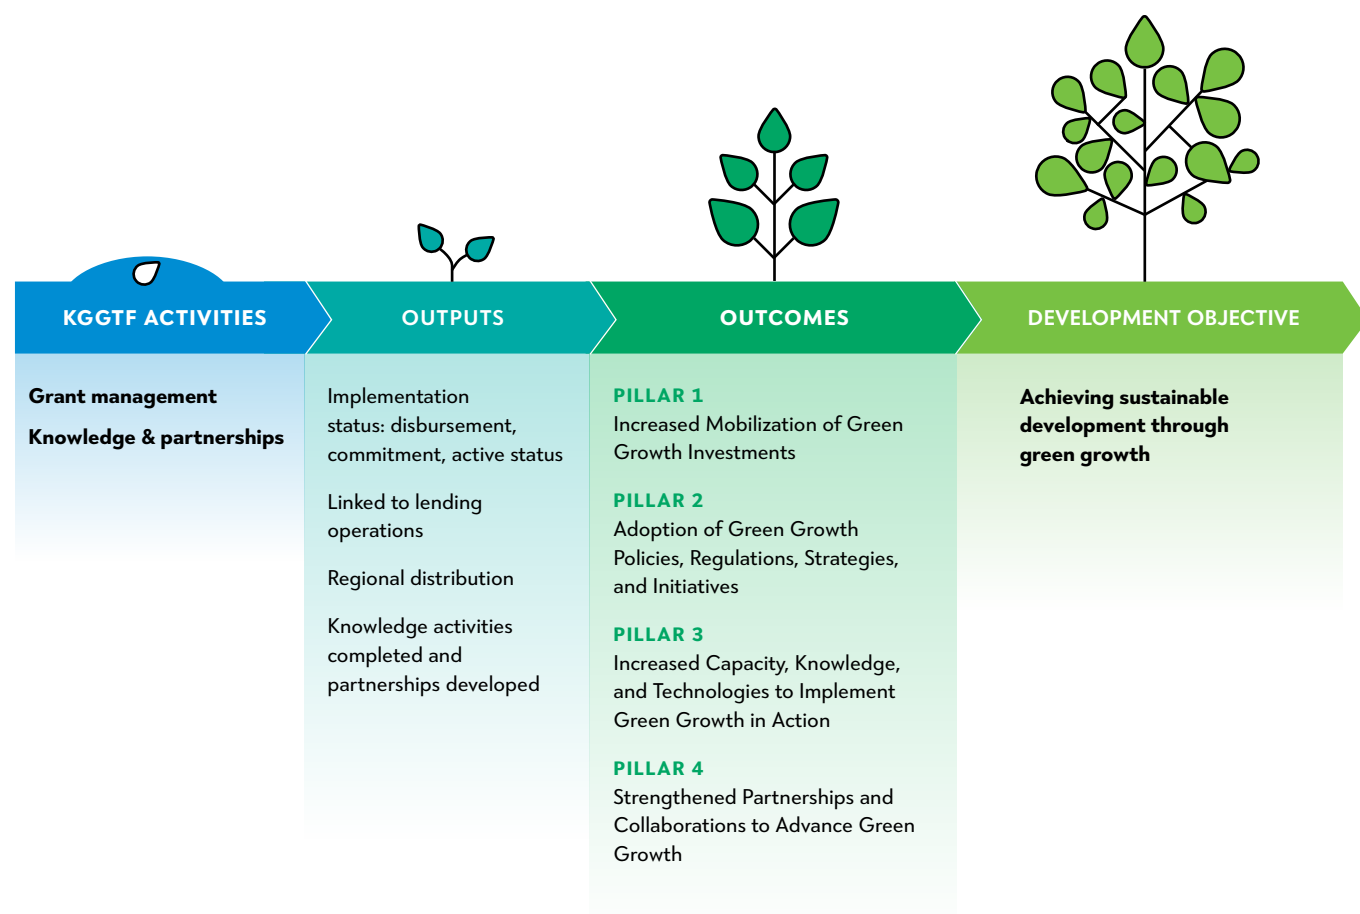 KGGTF ACTIVITIES
OUTPUTS
OUTCOMES
DEVELOPMENT OBJECTIVE
Grant management
Knowledge & partnerships
Implementation
status: disbursement,
commitment, active status
Linked to lending
operations
Regional distribution
Knowledge activities
completed and
partnerships developed
PILLAR 1
Increased Mobilization of Green
Growth Investments
PILLAR 2
Adoption of Green Growth
Policies, Regulations, Strategies,
and Initiatives
PILLAR 3
Increased Capacity, Knowledge,
and Technologies to Implement
Green Growth in Action
PILLAR 4
Strengthened Partnerships and
Collaborations to Advance Green
Growth
Achieving sustainable
development through
green growth